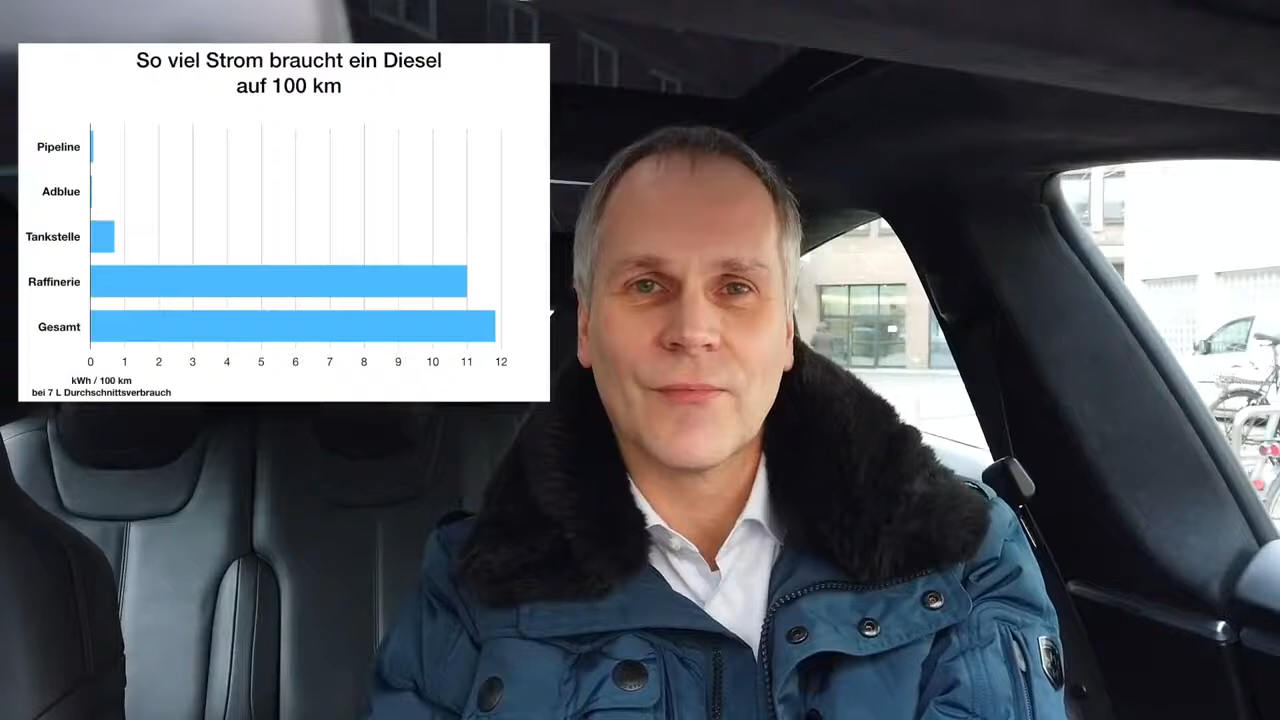 So viel Strom braucht ein Diesel
auf 100 km
Pipeline
Adblue
Tankstelle
Raffinerie
Gesamt
0 1 2 3 4 5 6 7 8 9 10 11 12
kWh / 100 km
bei 7 L Durchschnittsverbrauch